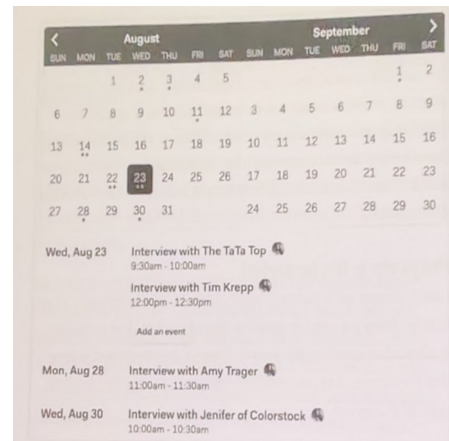 August September
SUN MON TUE WED THU FRI SAT SUN MON TUE WED THU FRI SAT
1 2 3 4 5 1 2
6 7 8 9 10 11 12 3 4 5 6 7 8 9
13 14 15 16 17 18 19 10 11 12 13 14 15 16
20 21 22 23 24 25 26 17 18 19 20 21 22 23
27 28 29 30 31 24 25 26 27 28 29 30
Wed, Aug 23 Interview with The TaTa Top
9:30am - 10:00am
Interview with Tim Krepp
12:00pm - 12:30pm
Add an event
Mon, Aug 28 Interview with Amy Trager
11:00am - 11:30am
Wed, Aug 30 Interview with Jenifer of Colorstock
10:00am - 10:30am